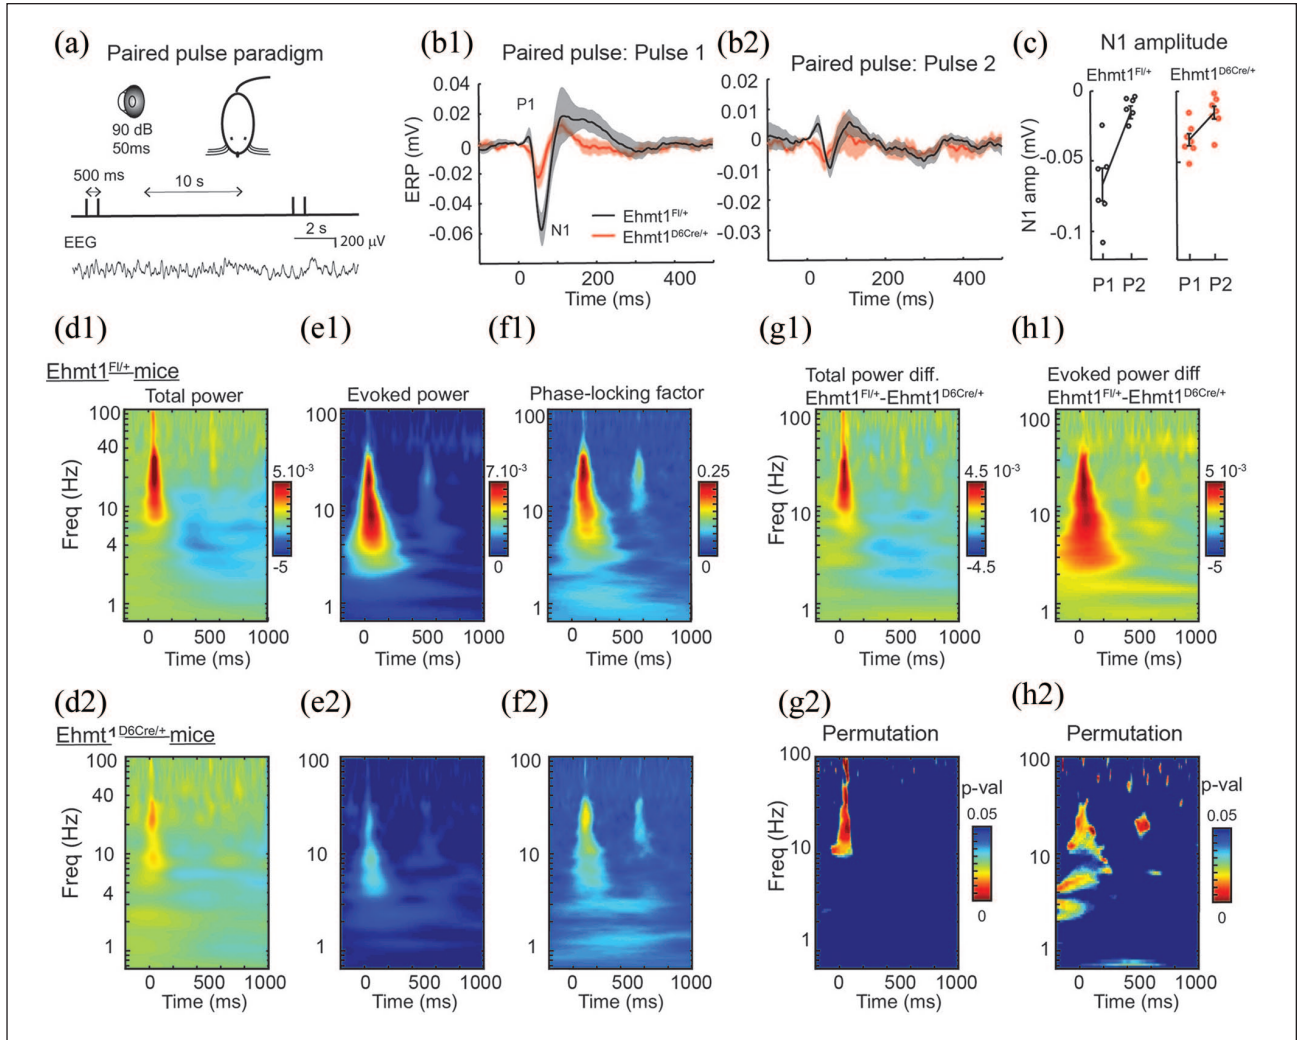 (a)
Paired pulse paradigm
90 dB
50ms
500 ms
10 s
2 s
200 µV
EEG
(b1)
Paired pulse: Pulse 1
0.04
0.02
0
-0.02
-0.04
-0.06
ERP (mV)
P1
N1
Ehmt1Fl/+
Ehmt1D6Cre/+
0 200 400
Time (ms)
(b2)
Paired pulse: Pulse 2
0.02
0.01
0
-0.01
-0.02
-0.03
0 200 400
Time (ms)
(c)
N1 amplitude
Ehmt1Fl/+ Ehmt1D6Cre/+
0
-0.05
-0.1
N1 amp (mV)
P1 P2 P1 P2
(d1)
Ehmt1Fl/+ mice
Total power
100
40
10
4
1
Freq (Hz)
0 500 1000
Time (ms)
5.10-3
-5
(e1)
Evoked power
100
40
10
4
1
0 500 1000
Time (ms)
7.10-3
0
(f1)
Phase-locking factor
100
40
10
4
1
0 500 1000
Time (ms)
0.25
0
(g1)
Total power diff.
Ehmt1Fl/+-Ehmt1D6Cre/+
100
40
10
4
1
0 500 1000
Time (ms)
4.5 10-3
-4.5
(h1)
Evoked power diff
Ehmt1Fl/+-Ehmt1D6Cre/+
100
40
10
4
1
0 500 1000
Time (ms)
5 10-3
-5
(d2)
Ehmt1D6Cre/+ mice
100
40
10
4
1
Freq (Hz)
0 500 1000
Time (ms)
(e2)
100
40
10
4
1
0 500 1000
Time (ms)
(f2)
100
40
10
4
1
0 500 1000
Time (ms)
(g2)
Permutation
100
10
1
Freq (Hz)
0 500 1000
Time (ms)
p-val
0.05
0
(h2)
Permutation
100
10
1
0 500 1000
Time (ms)
p-val
0.05
0